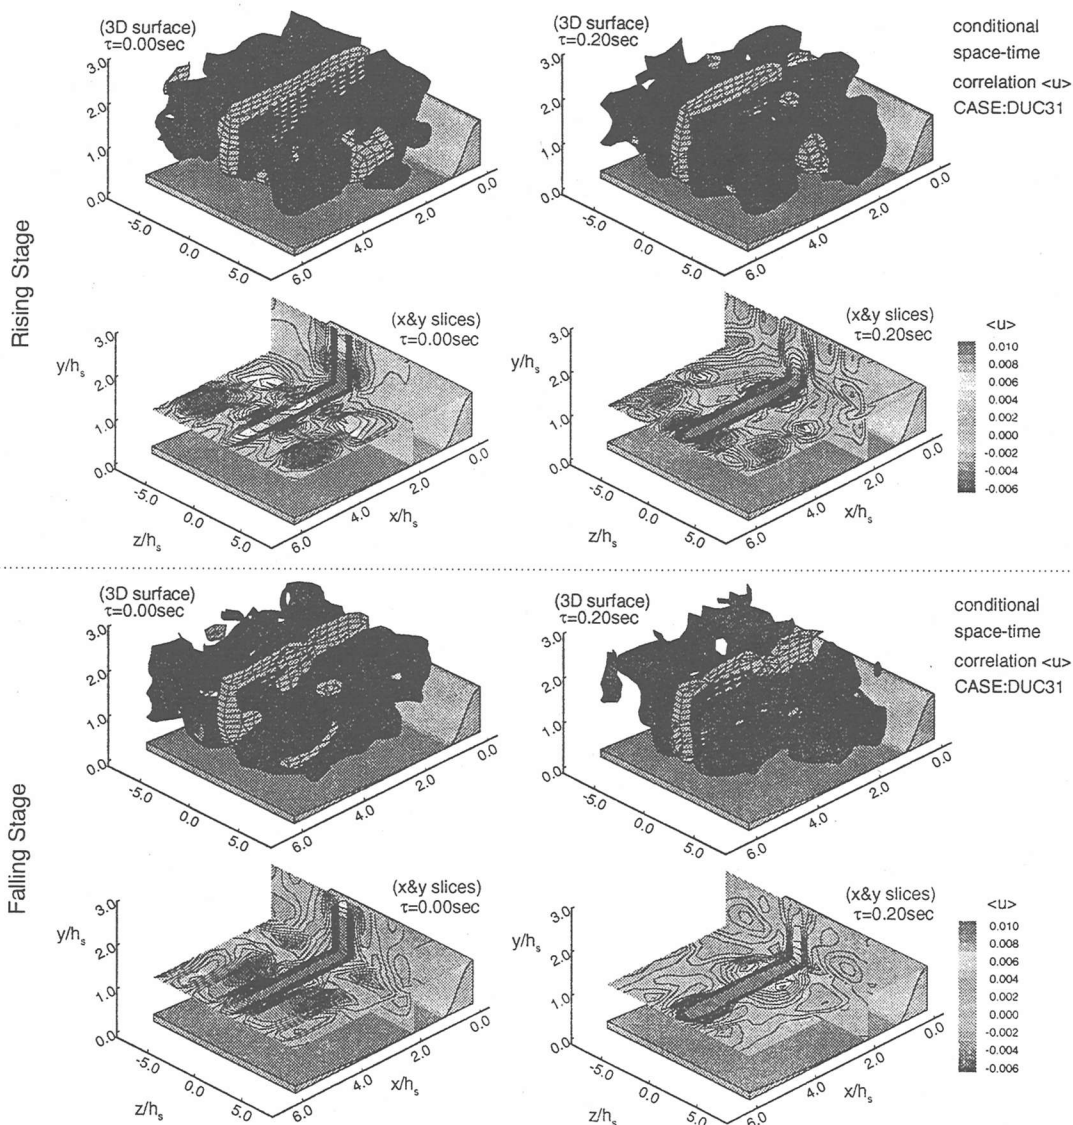 Rising Stage
(3D surface)
τ=0.00sec
3.0
2.0
1.0
0.0
-5.0
0.0
5.0
6.0
4.0
2.0
0.0
(3D surface)
τ=0.20sec
3.0
2.0
1.0
0.0
-5.0
0.0
5.0
6.0
4.0
2.0
0.0
conditional
space-time
correlation <u>
CASE:DUC31
(x&y slices)
τ=0.00sec
y/hs
3.0
2.0
1.0
0.0
-5.0
0.0
5.0
z/hs
6.0
4.0
2.0
0.0
x/hs
(x&y slices)
τ=0.20sec
y/hs
3.0
2.0
1.0
0.0
-5.0
0.0
5.0
z/hs
6.0
4.0
2.0
0.0
x/hs
<u>
0.010
0.008
0.006
0.004
0.002
0.000
-0.002
-0.004
-0.006
Falling Stage
(3D surface)
τ=0.00sec
3.0
2.0
1.0
0.0
-5.0
0.0
5.0
6.0
4.0
2.0
0.0
(3D surface)
τ=0.20sec
3.0
2.0
1.0
0.0
-5.0
0.0
5.0
6.0
4.0
2.0
0.0
conditional
space-time
correlation <u>
CASE:DUC31
(x&y slices)
τ=0.00sec
y/hs
3.0
2.0
1.0
0.0
-5.0
0.0
5.0
z/hs
6.0
4.0
2.0
0.0
x/hs
(x&y slices)
τ=0.20sec
y/hs
3.0
2.0
1.0
0.0
-5.0
0.0
5.0
z/hs
6.0
4.0
2.0
0.0
x/hs
<u>
0.010
0.008
0.006
0.004
0.002
0.000
-0.002
-0.004
-0.006